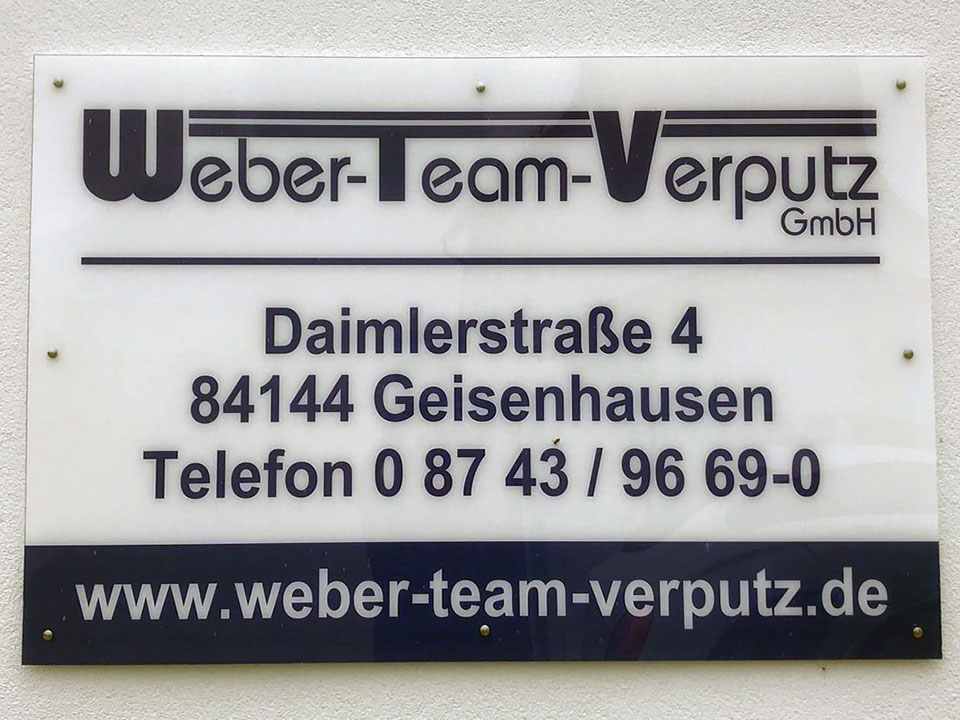 Weber-Team-Verputz
GmbH
Daimlerstraße 4
84144 Geisenhausen
Telefon 0 87 43 / 96 69-0
www.weber-team-verputz.de